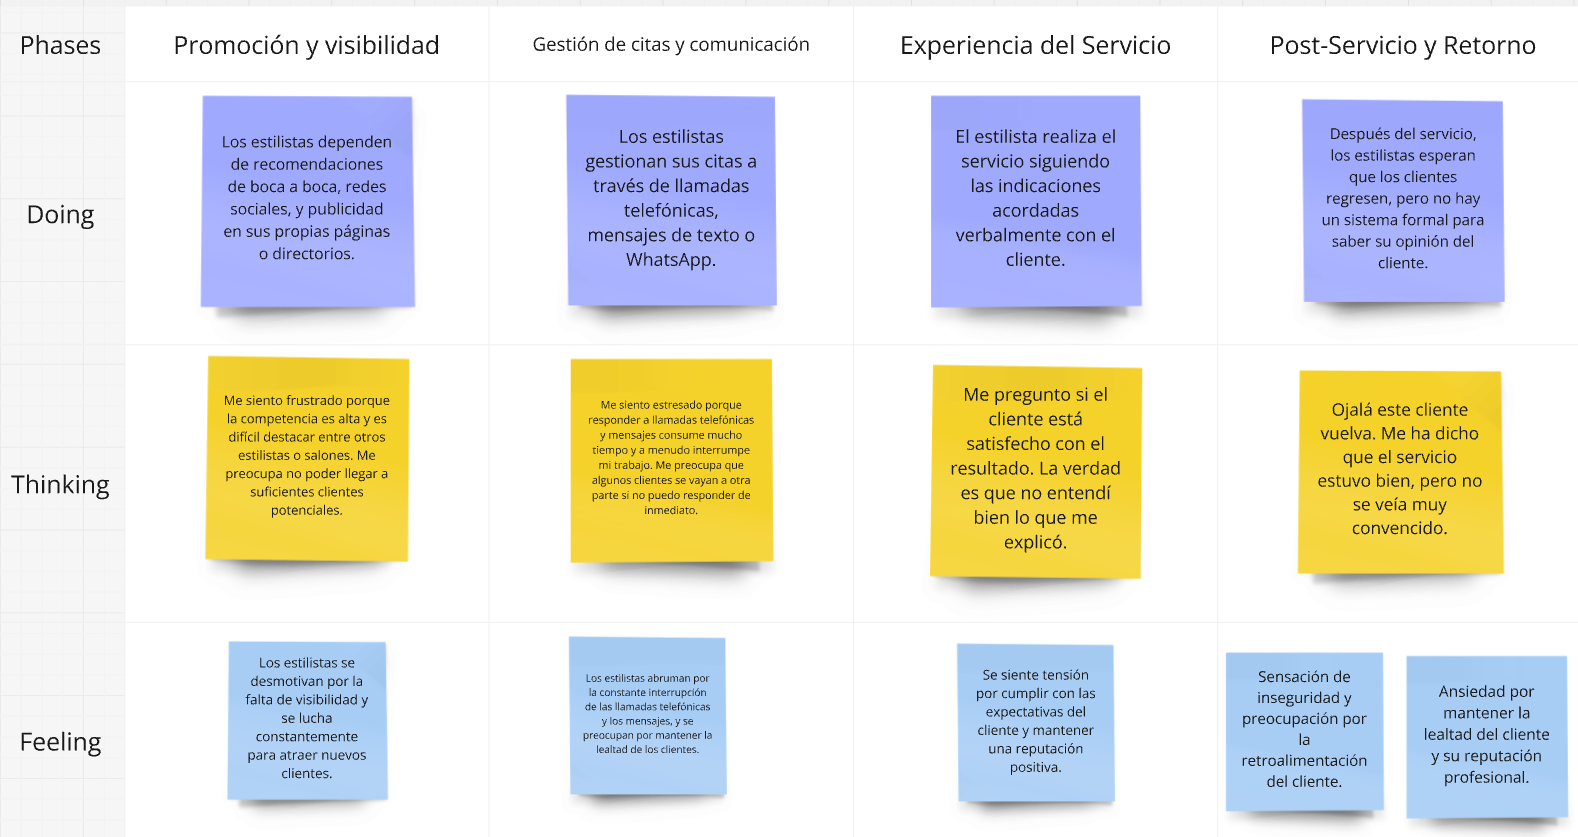 Phases
Promoción y visibilidad
Gestión de citas y comunicación
Experiencia del Servicio
Post-Servicio y Retorno
Doing
Los estilistas dependen
de recomendaciones
de boca a boca, redes
sociales, y publicidad
en sus propias páginas
o directorios.
Los estilistas
gestionan sus citas a
través de llamadas
telefónicas,
mensajes de texto o
WhatsApp.
El estilista realiza el
servicio siguiendo
las indicaciones
acordadas
verbalmente con el
cliente.
Después del servicio,
los estilistas esperan
que los clientes
regresen, pero no hay
un sistema formal para
saber su opinión del
cliente.
Thinking
Me siento frustrado porque
la competencia es alta y es
difícil destacar entre otros
estilistas o salones. Me
preocupa no poder llegar a
suficientes clientes
potenciales.
Me siento estresado porque
responder a llamadas telefónicas
y mensajes consume mucho
tiempo y a menudo interrumpe
mi trabajo. Me preocupa que
algunos clientes se vayan a otra
parte si no puedo responder de
inmediato.
Me pregunto si el
cliente está
satisfecho con el
resultado. La verdad
es que no entendí
bien lo que me
explicó.
Ojalá este cliente
vuelva. Me ha dicho
que el servicio
estuvo bien, pero no
se veía muy
convencido.
Feeling
Los estilistas se
desmotivan por la
falta de visibilidad y
se lucha
constantemente
para atraer nuevos
clientes.
Los estilistas abruman por
la constante interrupción
de las llamadas telefónicas
y los mensajes, y se
preocupan por mantener la
lealtad de los clientes.
Se siente tensión
por cumplir con las
expectativas del
cliente y mantener
una reputación
positiva.
Sensación de
inseguridad y
preocupación por
la
retroalimentación
del cliente.
Ansiedad por
mantener la
lealtad del cliente
y su reputación
profesional.